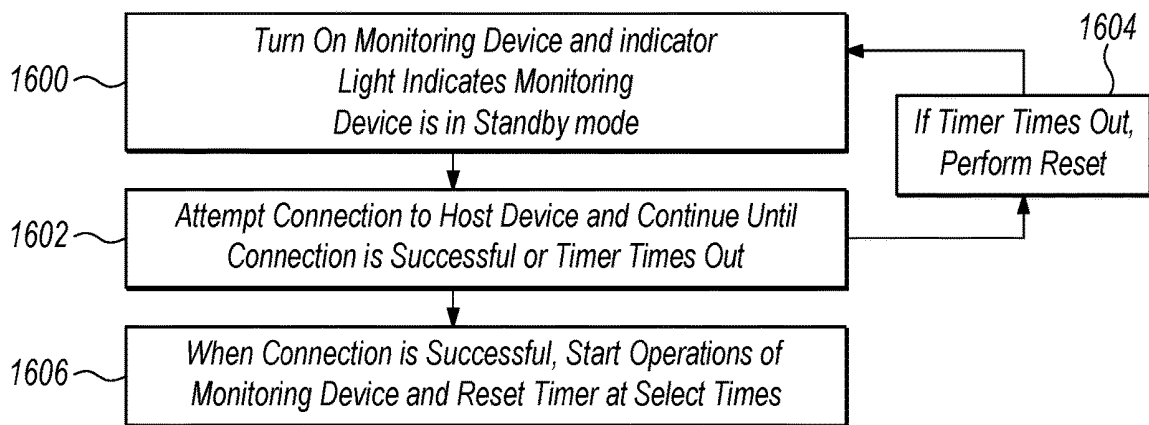 1600
Turn On Monitoring Device and indicator
Light Indicates Monitoring
Device is in Standby mode
1604
If Timer Times Out,
Perform Reset
1602
Attempt Connection to Host Device and Continue Until
Connection is Successful or Timer Times Out
1606
When Connection is Successful, Start Operations of
Monitoring Device and Reset Timer at Select Times